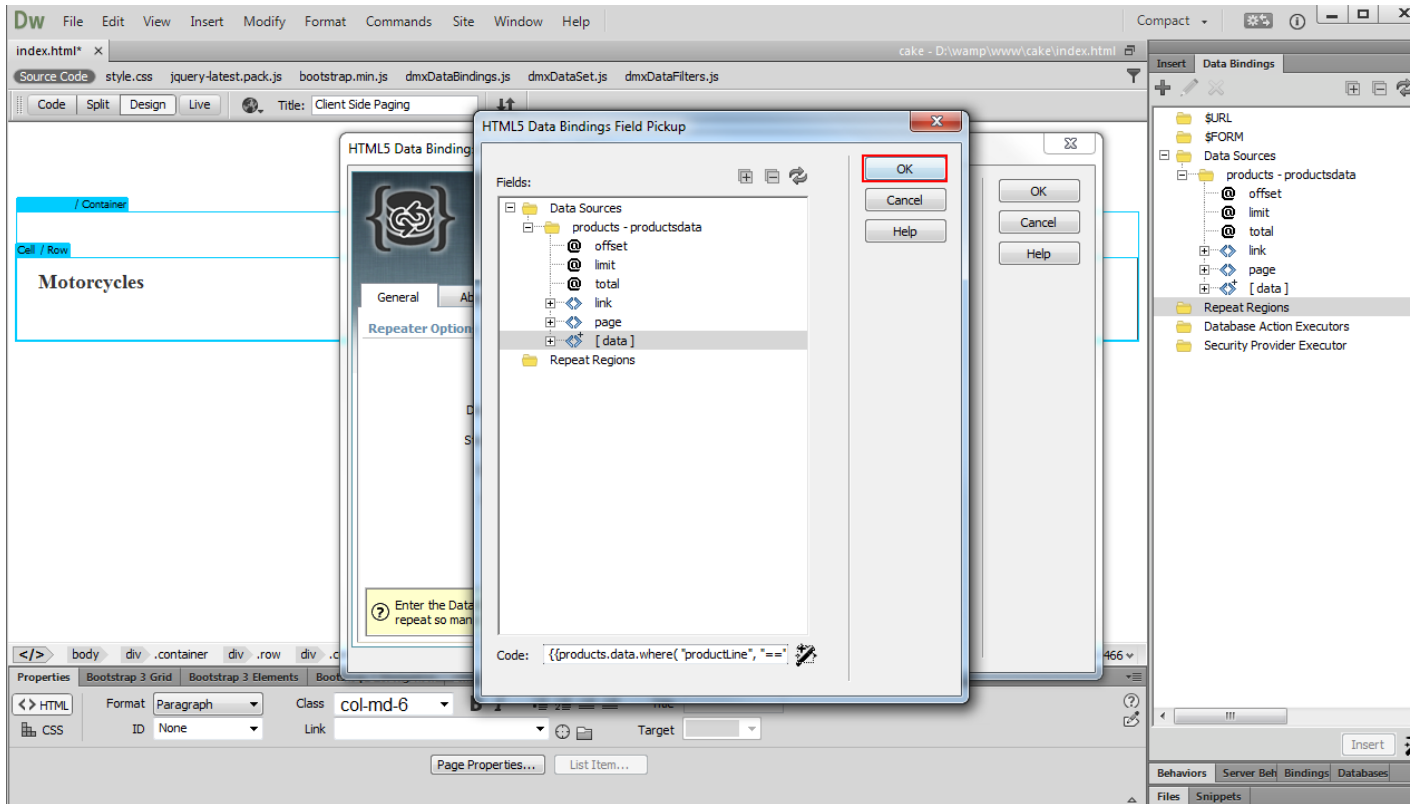 DW File Edit View Insert Modify Format Commands Site Window Help Compact
index.html* × cake - D:\wamp\www\cake\index.html
Source Code style.css jquery-latest.pack.js bootstrap.min.js dmxDataBindings.js dmxDataSet.js dmxDataFilters.js
Code Split Design Live Title: Client Side Paging
/ Container
Cell / Row
Motorcycles
HTML5 Data Binding
General
Repeater Option
Enter the Data
repeat so man
OK
Cancel
Help
HTML5 Data Bindings Field Pickup
Fields:
Data Sources
products - productsdata
offset
limit
total
link
page
[ data ]
Repeat Regions
Code: {{products.data.where( "productLine", "=="
OK
Cancel
Help
Insert Data Bindings
$URL
$FORM
Data Sources
products - productsdata
offset
limit
total
link
page
[ data ]
Repeat Regions
Database Action Executors
Security Provider Executor
Insert
Behaviors Server Beh Bindings Databases
Files Snippets
</> body div .container div .row div .c 466
Properties Bootstrap 3 Grid Bootstrap 3 Elements Boot
<> HTML Format Paragraph Class col-md-6 B I Title
CSS ID None Link Target
Page Properties... List Item...